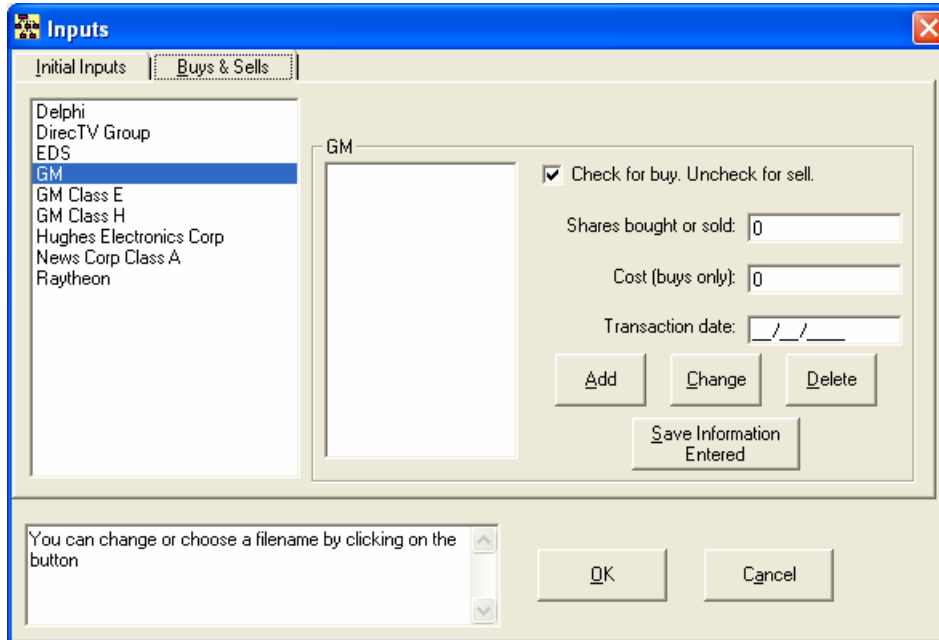 Inputs
Initial Inputs
Buys & Sells
Delphi
DirecTV Group
EDS
GM
GM Class E
GM Class H
Hughes Electronics Corp
News Corp Class A
Raytheon
GM
Check for buy. Uncheck for sell.
Shares bought or sold: 0
Cost (buys only): 0
Transaction date: __/__/____
Add
Change
Delete
Save Information
Entered
You can change or choose a filename by clicking on the
button
OK
Cancel